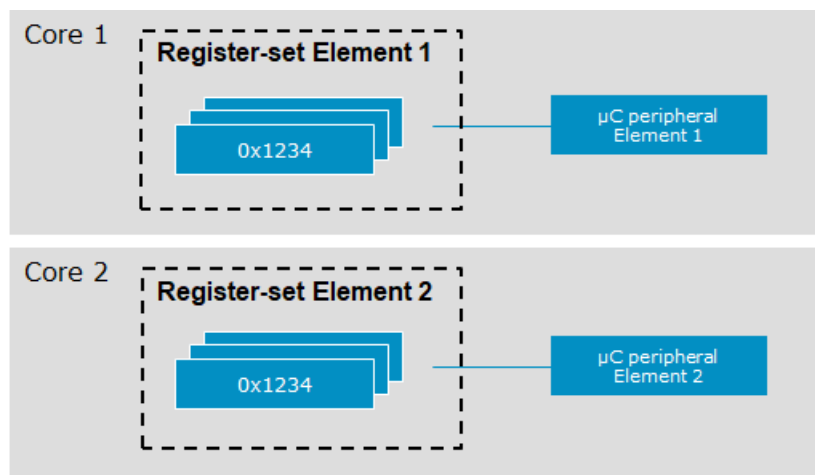 Core 1
Register-set Element 1
0x1234
µC peripheral
Element 1
Core 2
Register-set Element 2
0x1234
µC peripheral
Element 2